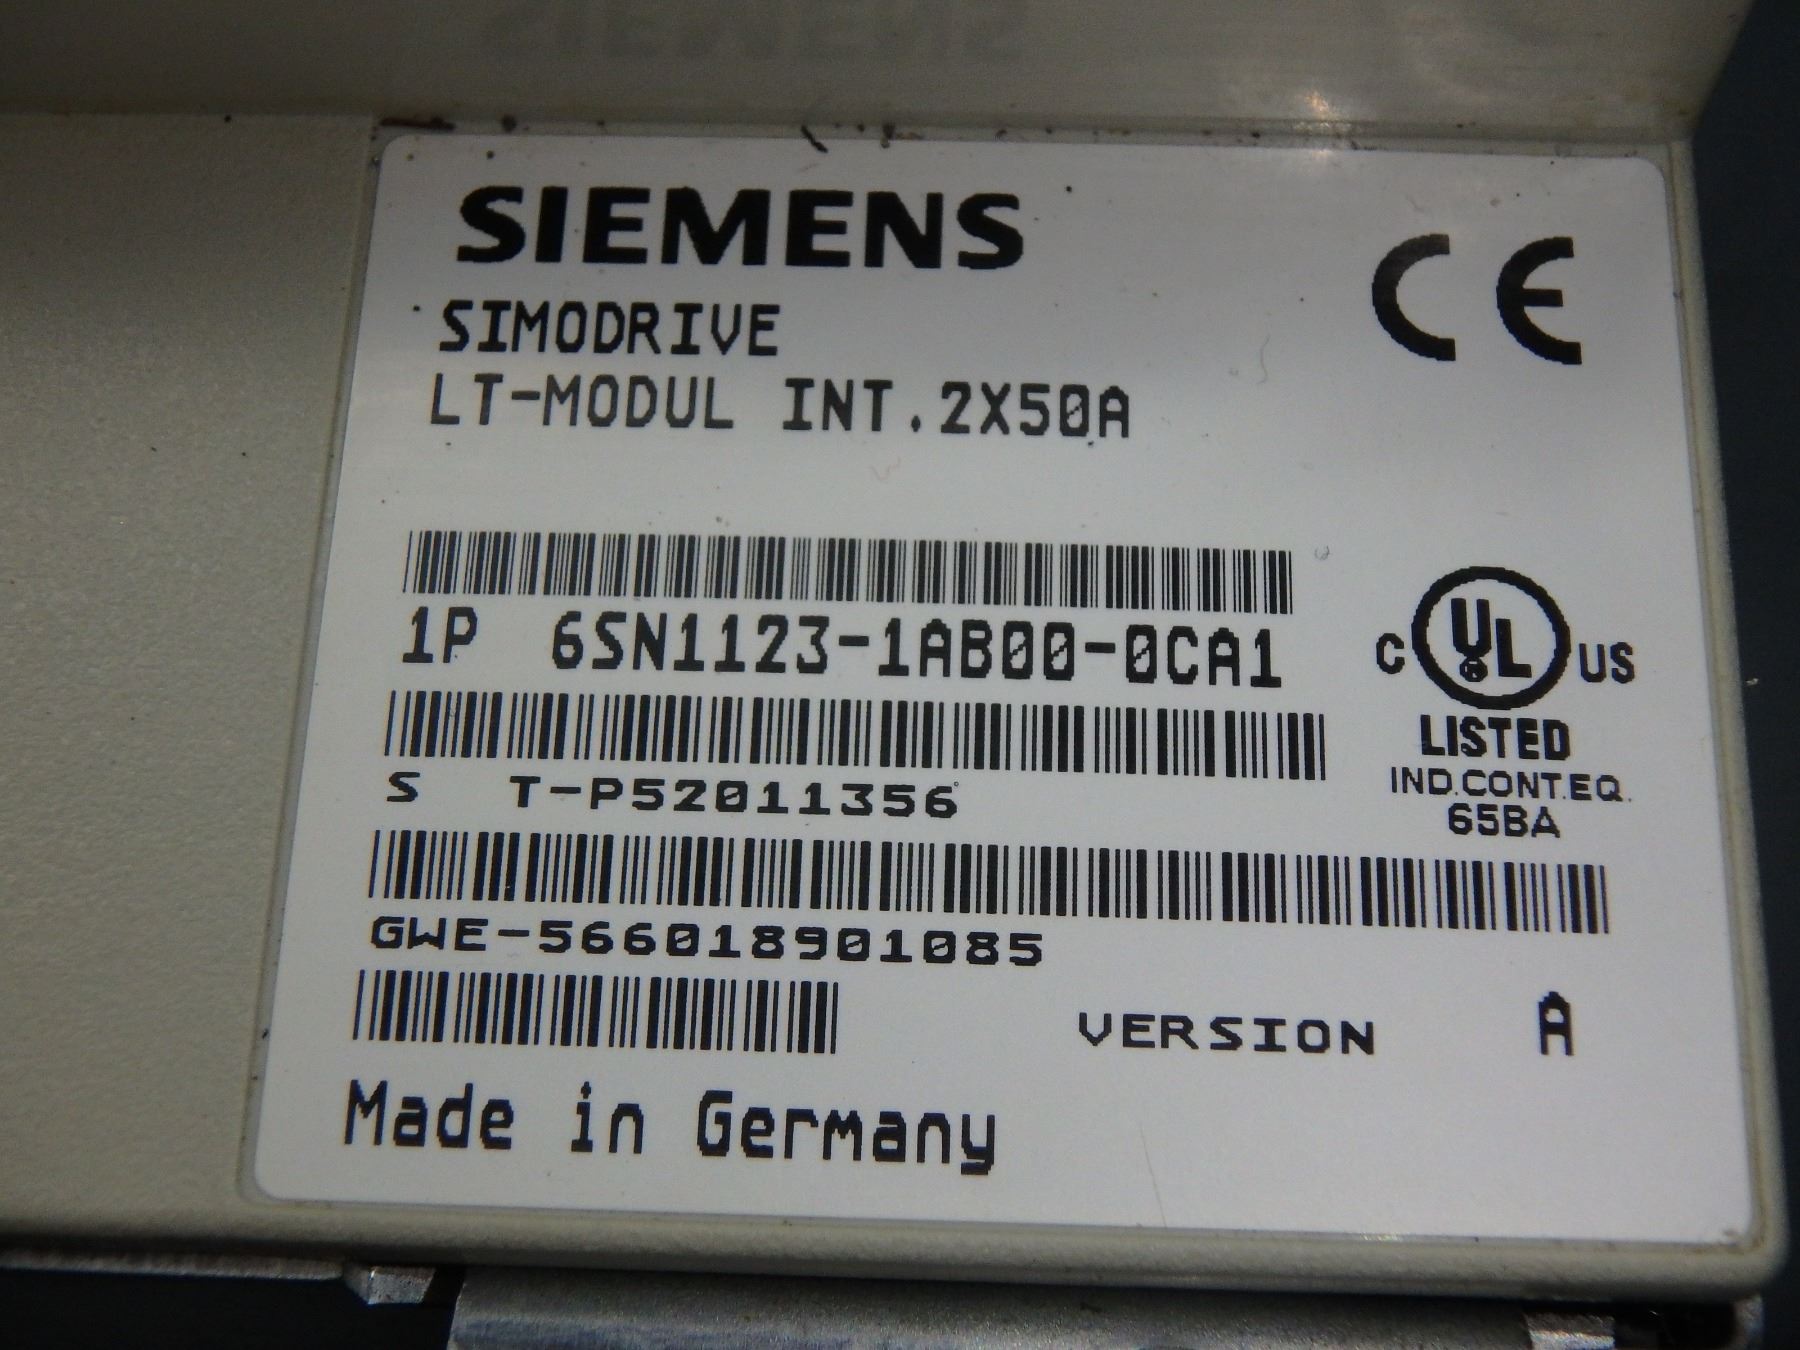 SIEMENS
CE
SIMODRIVE
LT-MODUL INT.2X50A
1P 6SN1123-1AB00-0CA1
C UL US
®
LISTED
IND.CONT.EQ.
65BA
S T-P52011356
GWE-566018901085
VERSION A
Made in Germany